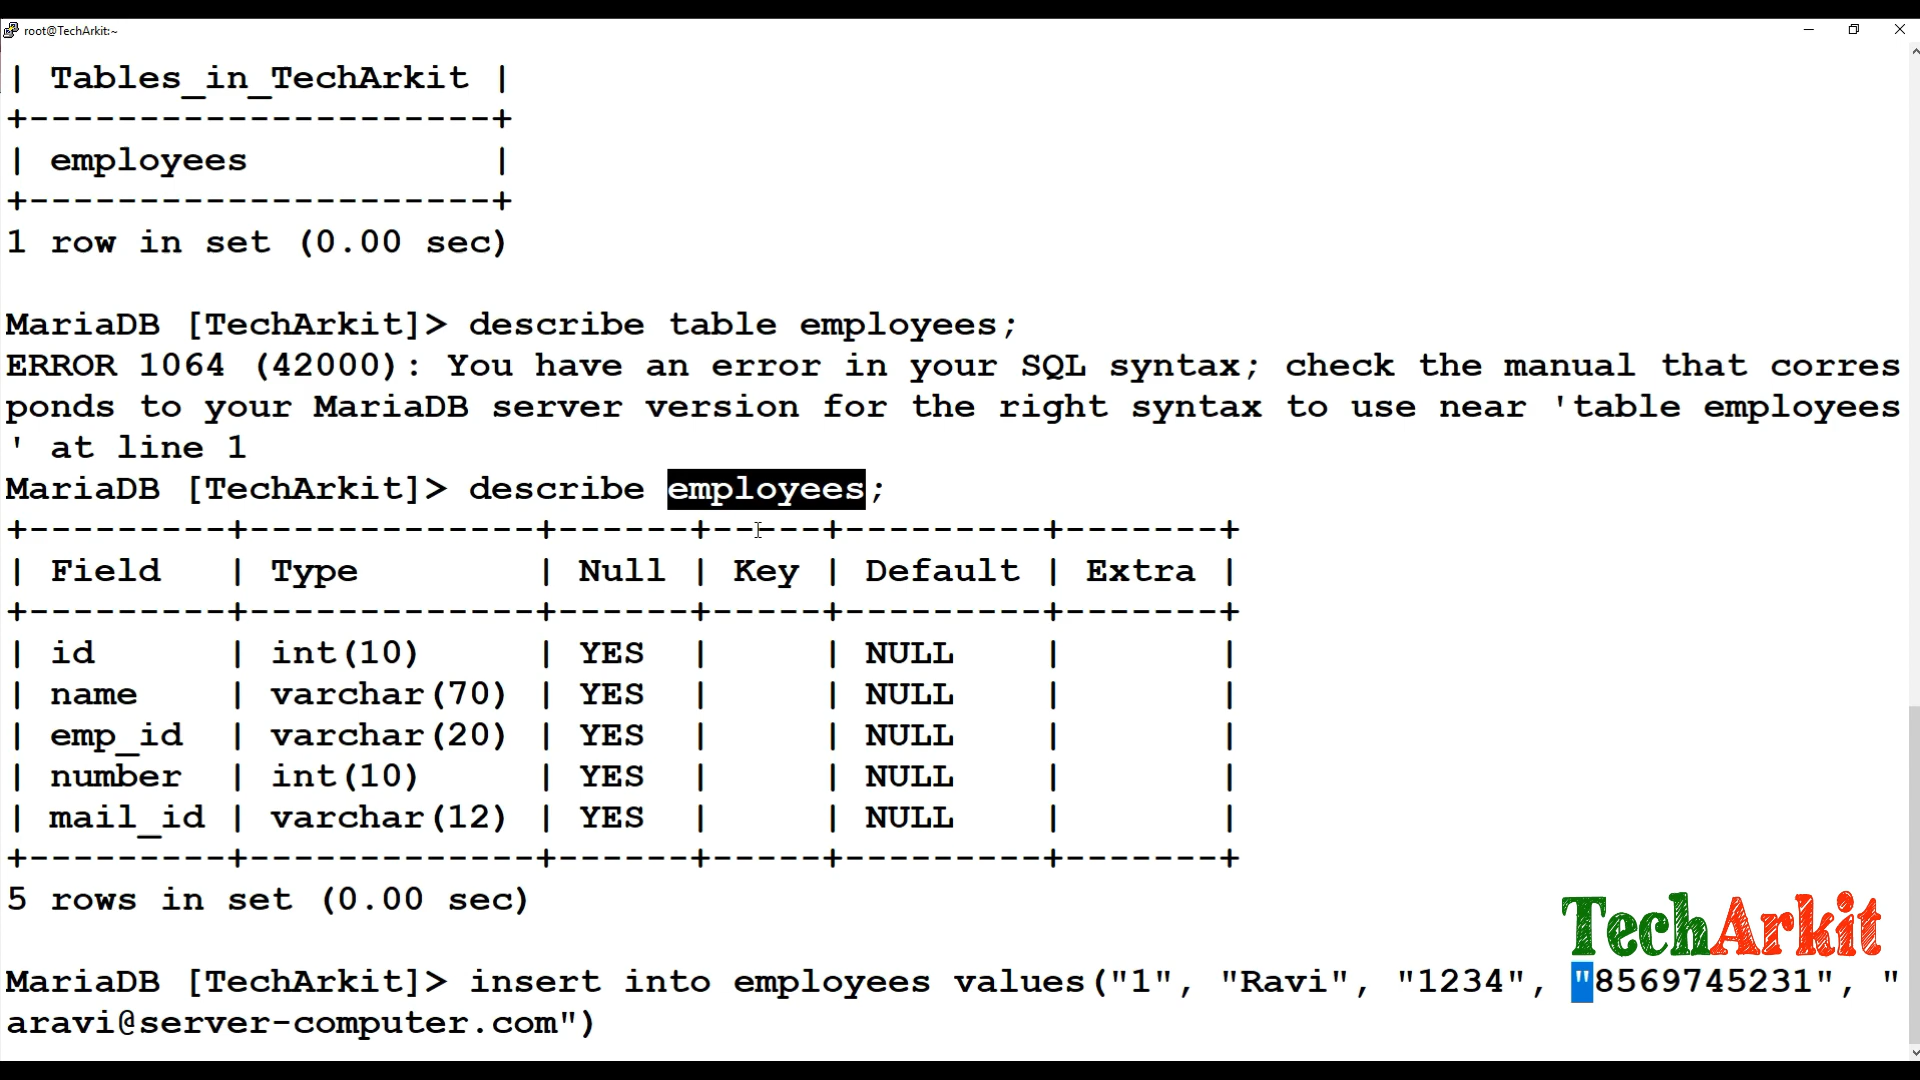 root@TechArkit:~
| Tables_in_TechArkit |
+---------------------+
| employees           |
+---------------------+
1 row in set (0.00 sec)
MariaDB [TechArkit]> describe table employees;
ERROR 1064 (42000): You have an error in your SQL syntax; check the manual that corres
ponds to your MariaDB server version for the right syntax to use near 'table employees
' at line 1
MariaDB [TechArkit]> describe employees;
+---------+-------------+------+-----+---------+-------+
| Field   | Type        | Null | Key | Default | Extra |
+---------+-------------+------+-----+---------+-------+
| id      | int(10)     | YES  |     | NULL    |       |
| name    | varchar(70) | YES  |     | NULL    |       |
| emp_id  | varchar(20) | YES  |     | NULL    |       |
| number  | int(10)     | YES  |     | NULL    |       |
| mail_id | varchar(12) | YES  |     | NULL    |       |
+---------+-------------+------+-----+---------+-------+
5 rows in set (0.00 sec)
TechArkit
MariaDB [TechArkit]> insert into employees values("1", "Ravi", "1234", "8569745231", "
aravi@server-computer.com")